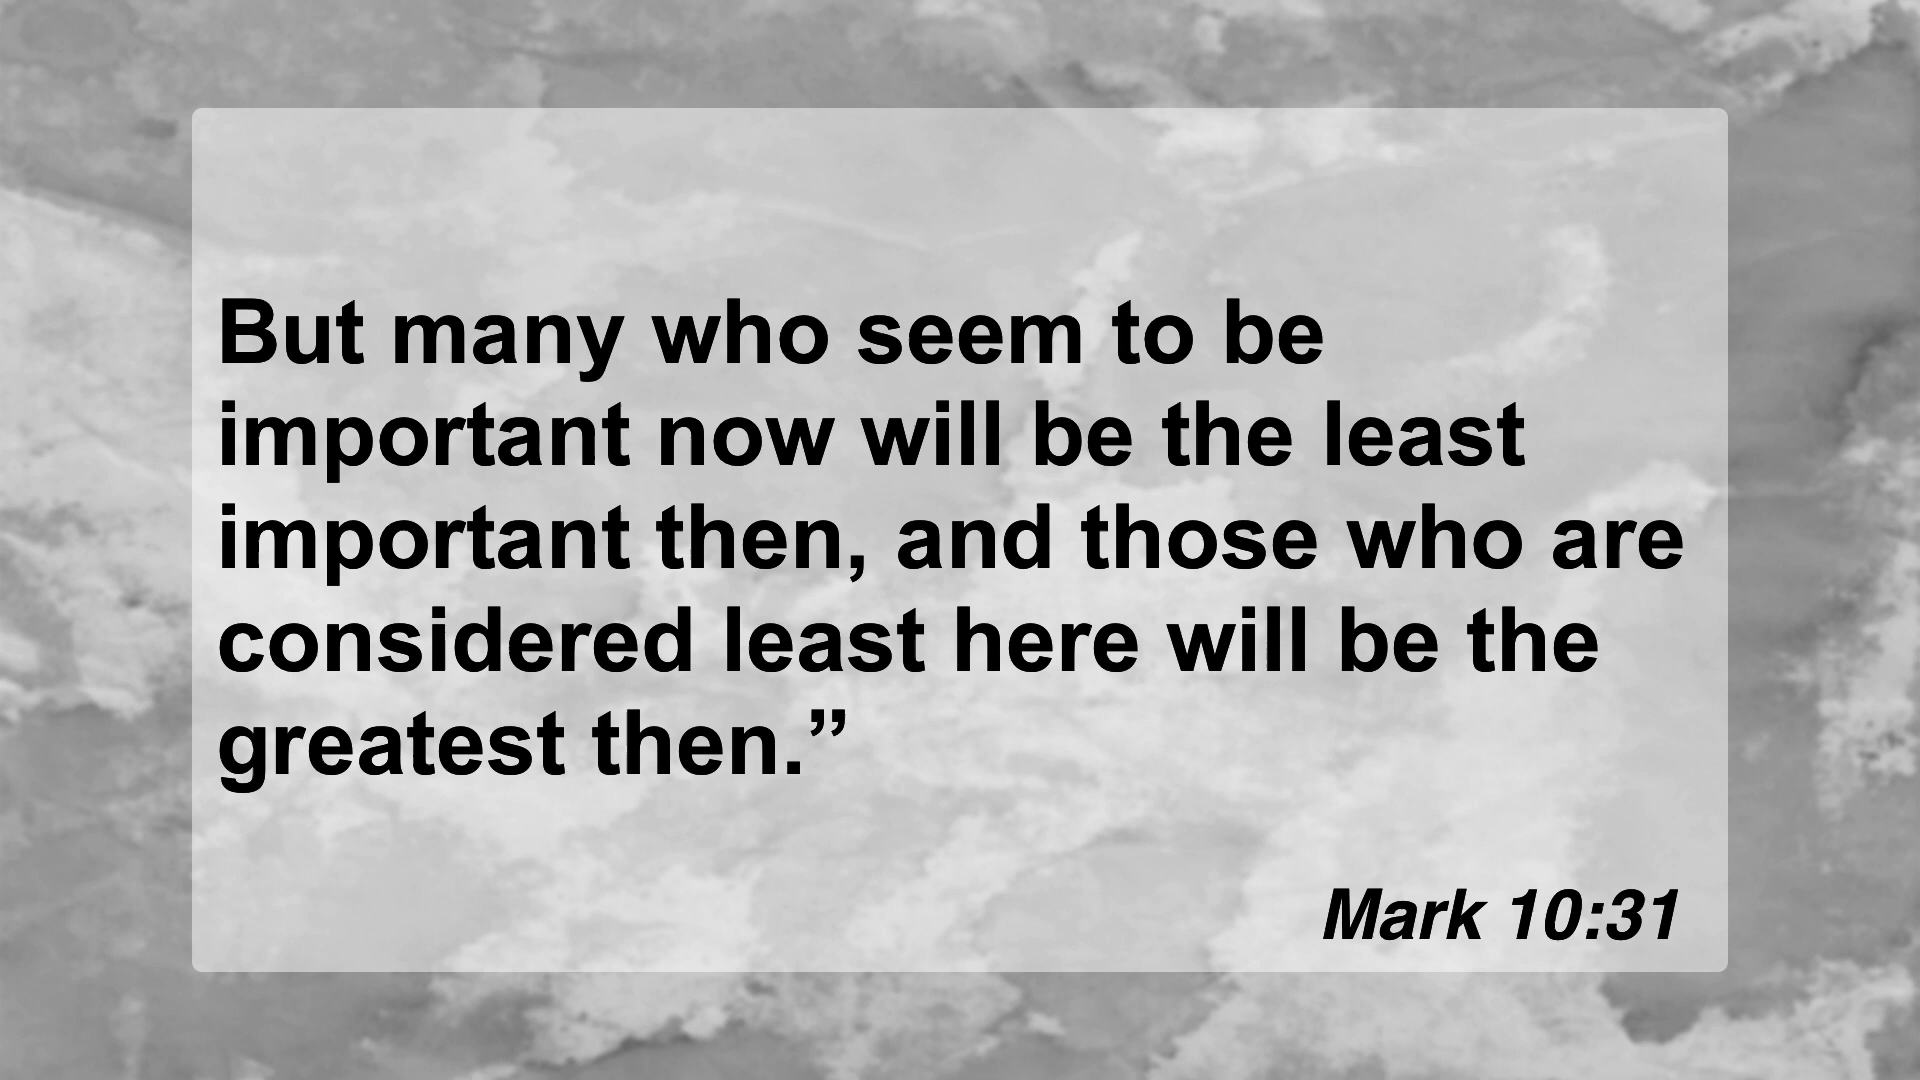 But many who seem to be
important now will be the least
important then, and those who are
considered least here will be the
greatest then.”
Mark 10:31